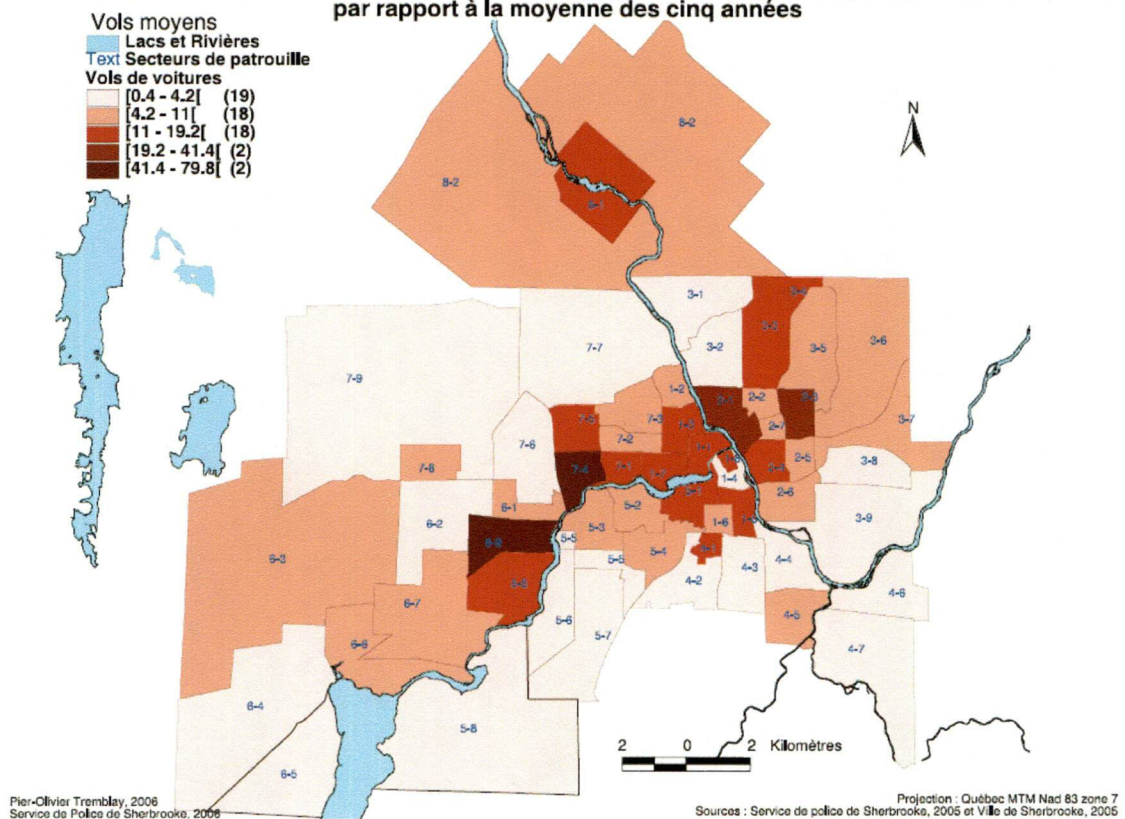 par rapport à la moyenne des cinq années
Vols moyens
Lacs et Rivières
Text Secteurs de patrouille
Vols de voitures
[0.4 - 4.2[ (19)
[4.2 - 11[ (18)
[11 - 19.2[ (18)
[19.2 - 41.4[ (2)
[41.4 - 79.8[ (2)
N
8-2
8-2
3-1
3-2
3-5
3-6
7-7
7-9
1-2
2-2
3-7
7-3
2-7
7-6
7-2
7-8
2-5
3-8
7-4
7-1
1-4
6-1
5-2
2-6
6-2
5-3
1-6
3-9
5-5
6-3
5-5
5-4
4-2
4-3
4-4
4-6
6-7
5-6
4-5
5-7
6-6
4-7
6-4
5-8
6-5
2 0 2 Kilomètres
Pier-Olivier Tremblay, 2006
Service de Police de Sherbrooke, 2006
Projection : Québec MTM Nad 83 zone 7
Sources : Service de police de Sherbrooke, 2005 et Ville de Sherbrooke, 2005